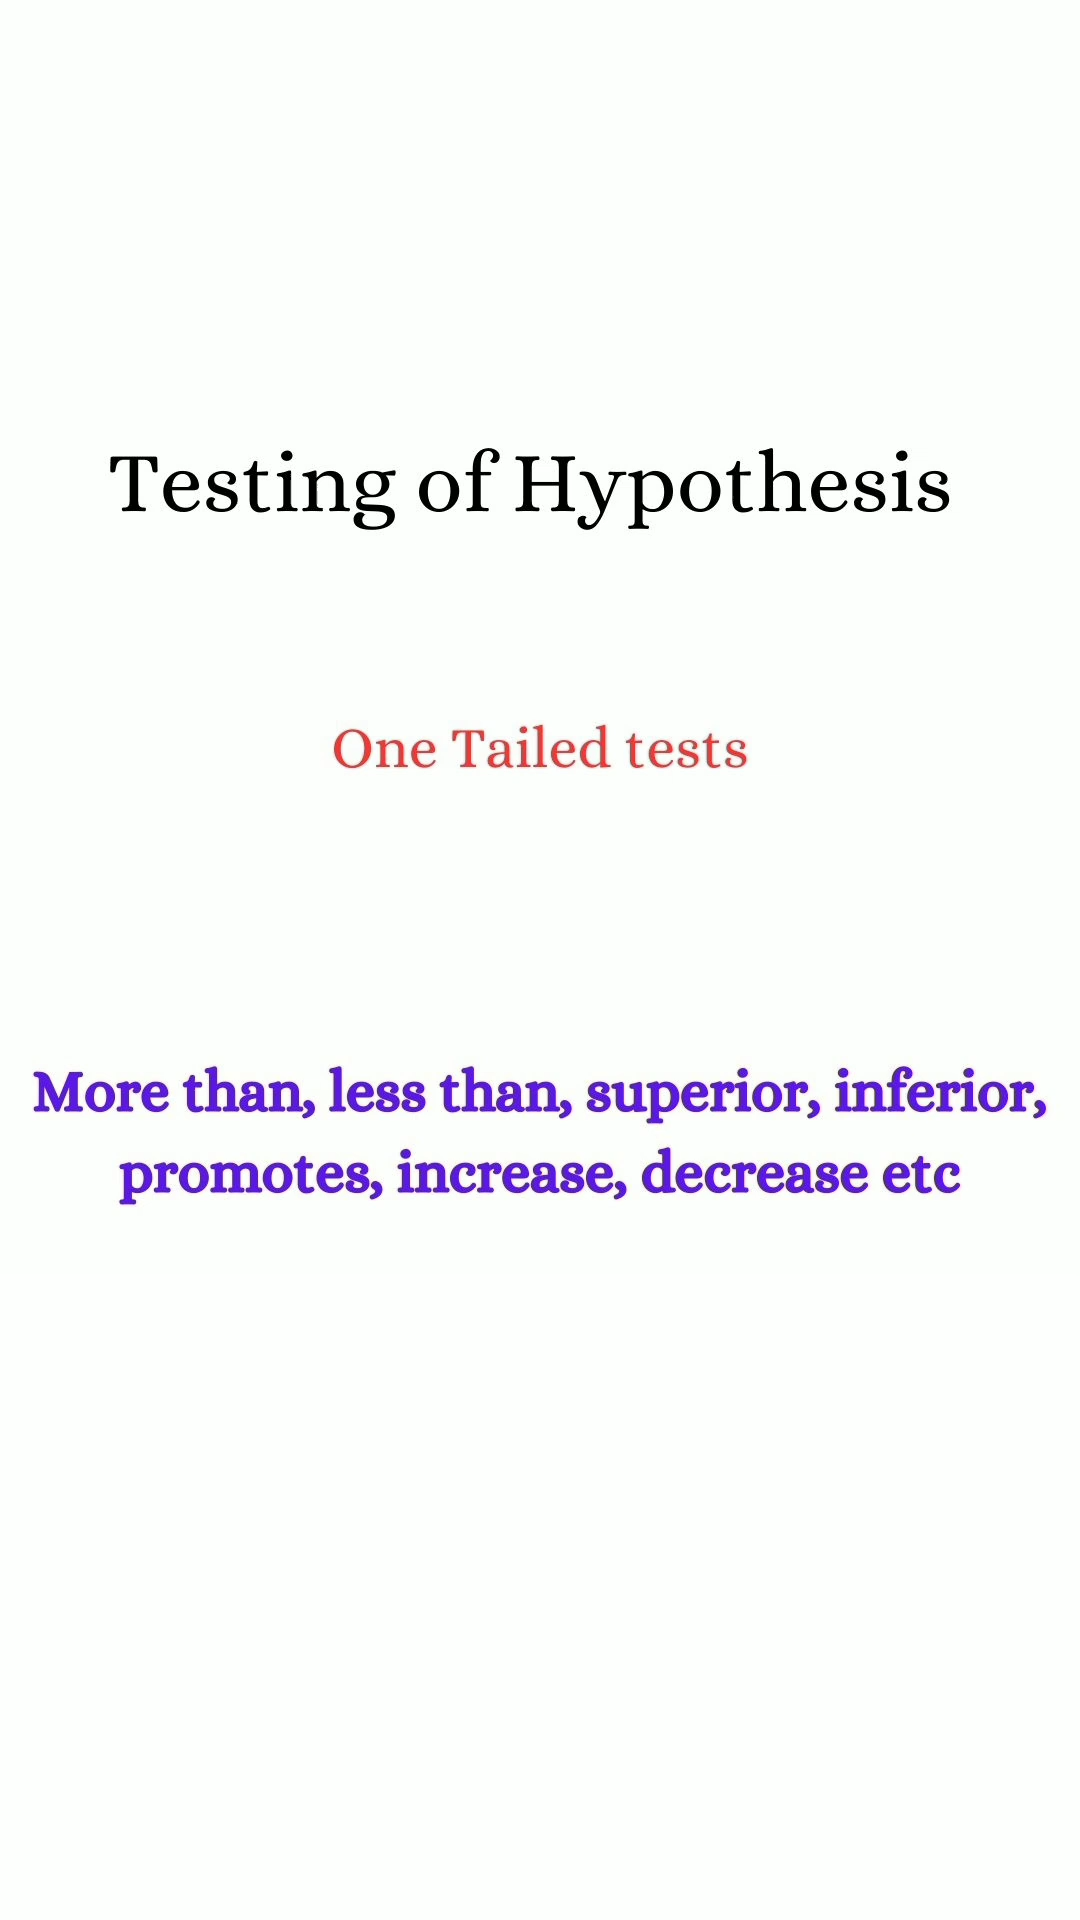 Testing of Hypothesis
One Tailed tests
More than, less than, superior, inferior,
promotes, increase, decrease etc